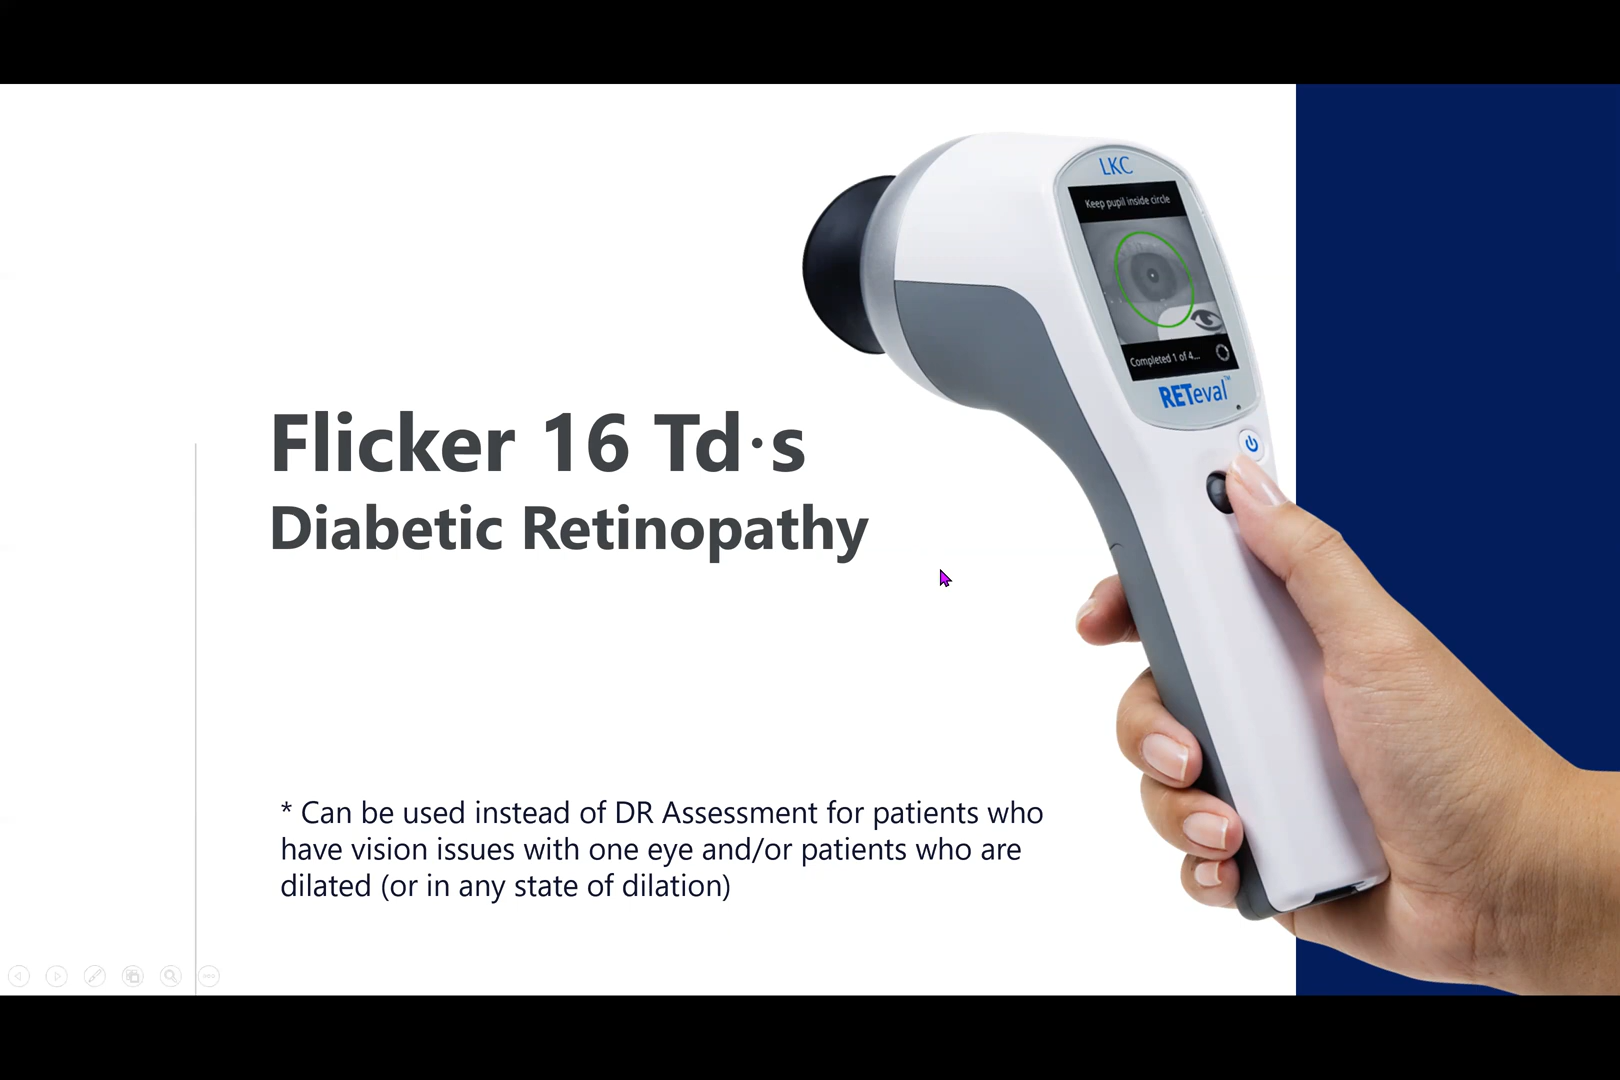 LKC
Keep pupil inside circle
Completed 1 of 4...
RETeval™
Flicker 16 Td·s
Diabetic Retinopathy
* Can be used instead of DR Assessment for patients who
have vision issues with one eye and/or patients who are
dilated (or in any state of dilation)